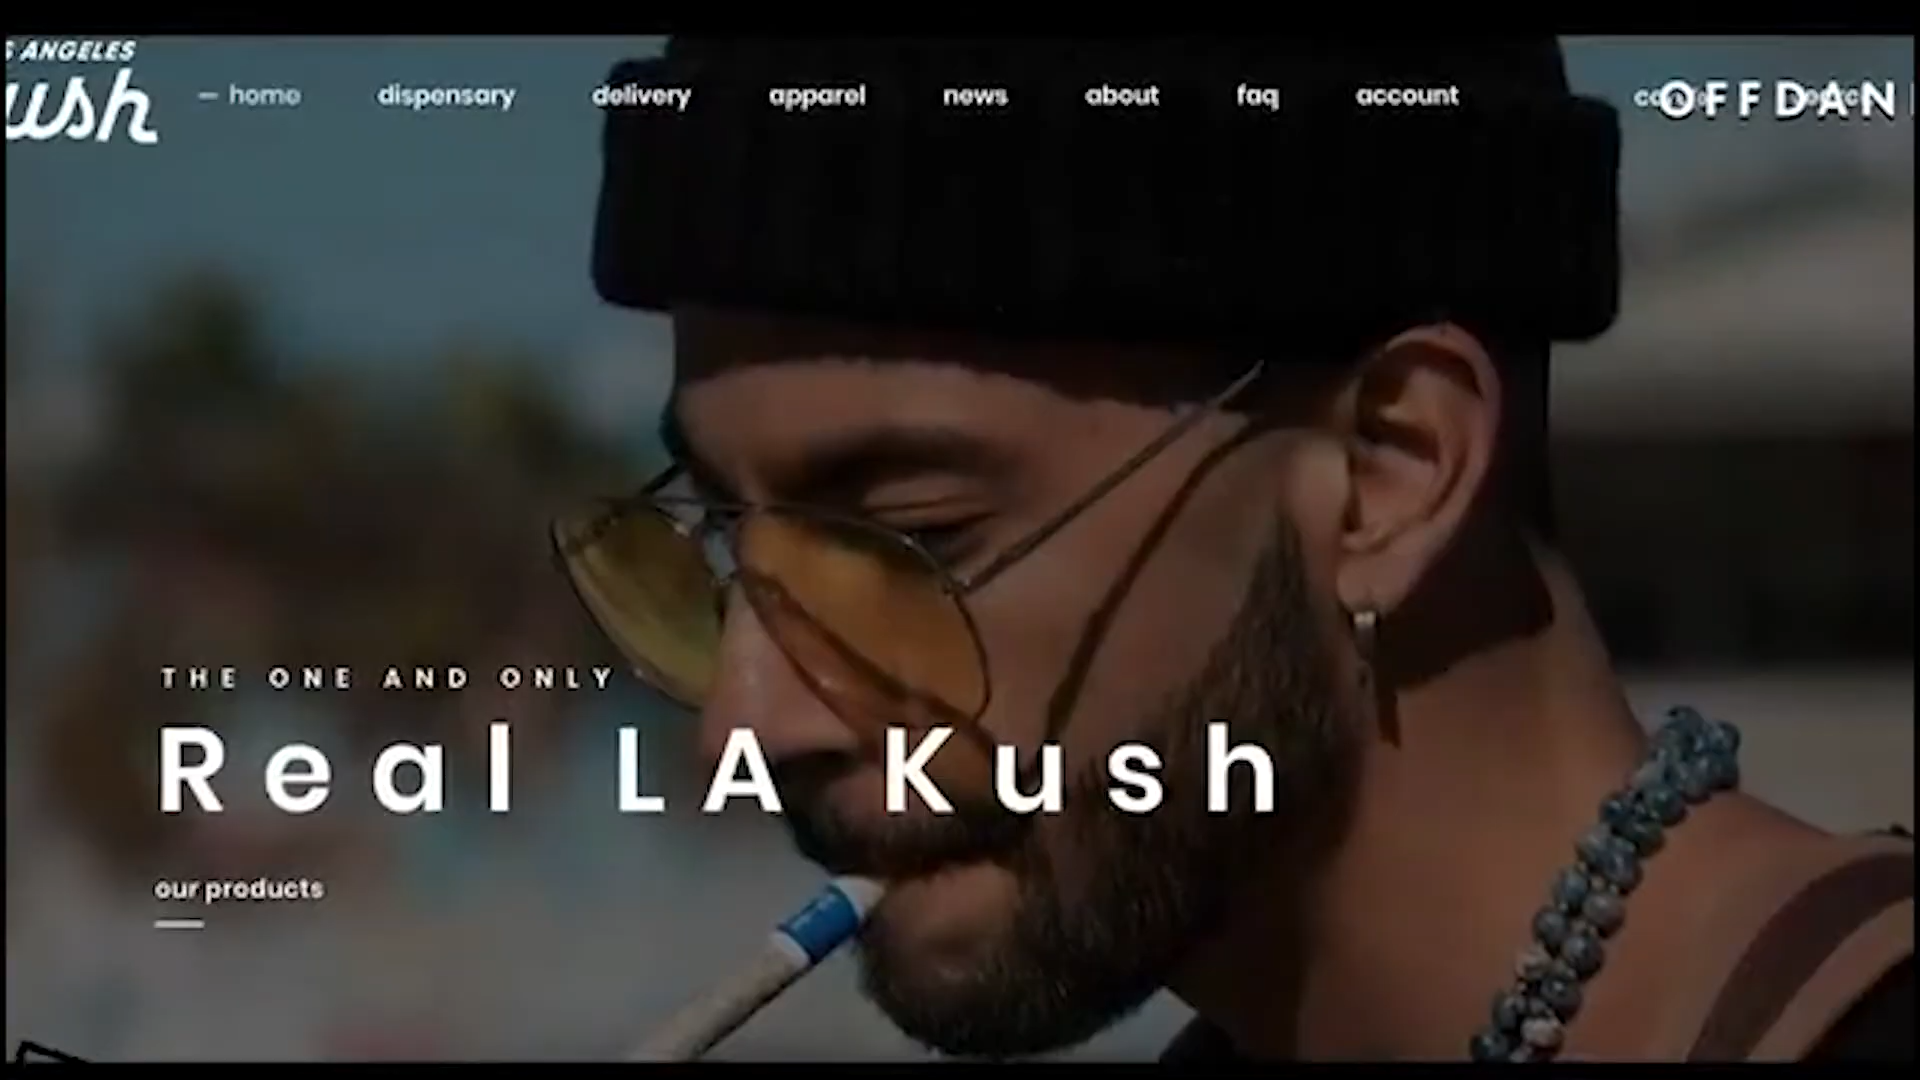 ANGELES
ush
home dispensary delivery apparel news about faq account
OFFDAN
THE ONE AND ONLY
Real LA Kush
our products